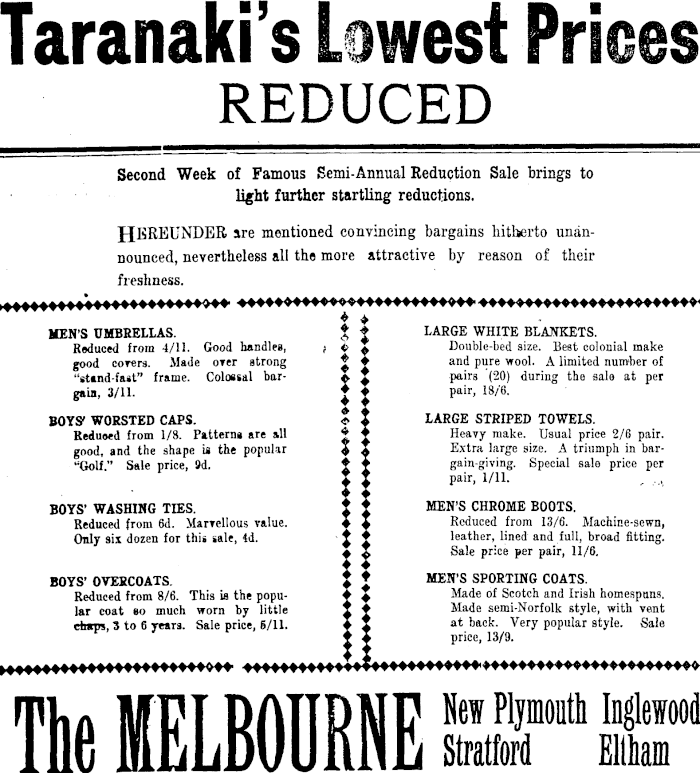 Taranaki's Lowest Prices
REDUCED
Second Week of Famous Semi-Annual Reduction Sale brings to
light further startling reductions.
HEREUNDER are mentioned convincing bargains hitherto unan-
nounced, nevertheless all the more attractive by reason of their
freshness.
MEN'S UMBRELLAS.
Reduced from 4/11. Good handles,
good covers. Made over strong
"stand-fast" frame. Colossal bar-
gain, 3/11.
BOYS' WORSTED CAPS.
Reduced from 1/8. Patterns are all
good, and the shape is the popular
"Golf." Sale price, 9d.
BOYS' WASHING TIES.
Reduced from 6d. Marvellous value.
Only six dozen for this sale, 4d.
BOYS' OVERCOATS.
Reduced from 8/6. This is the popu-
lar coat so much worn by little
chaps, 3 to 6 years. Sale price, 5/11.
LARGE WHITE BLANKETS.
Double-bed size. Best colonial make
and pure wool. A limited number of
pairs (20) during the sale at per
pair, 18/6.
LARGE STRIPED TOWELS.
Heavy make. Usual price 2/6 pair.
Extra large size. A triumph in bar-
gain-giving. Special sale price per
pair, 1/11.
MEN'S CHROME BOOTS.
Reduced from 13/6. Machine-sewn,
leather, lined and full, broad fitting.
Sale price per pair, 11/6.
MEN'S SPORTING COATS.
Made of Scotch and Irish homespuns.
Made semi-Norfolk style, with vent
at back. Very popular style. Sale
price, 13/9.
The MELBOURNE
New Plymouth Inglewood
Stratford Eltham